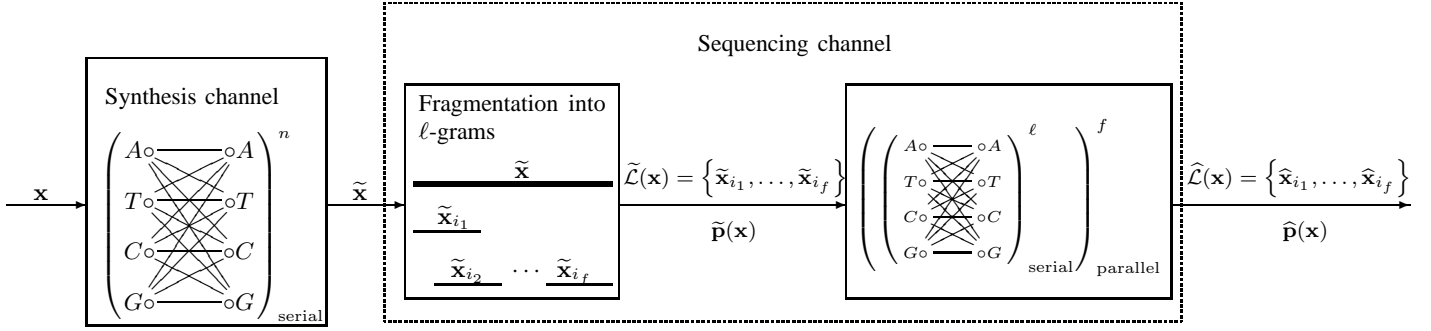 Sequencing channel
Synthesis channel
n
A A
T T
C C
G G
serial
x
x̃
Fragmentation into
ℓ-grams
x̃
x̃_{i_1}
x̃_{i_2} ⋯ x̃_{i_f}
ℒ̃(x) = {x̃_{i_1}, . . . , x̃_{i_f}}
p̃(x)
ℓ f
A A
T T
C C
G G
serial
parallel
ℒ̂(x) = {x̂_{i_1}, . . . , x̂_{i_f}}
p̂(x)